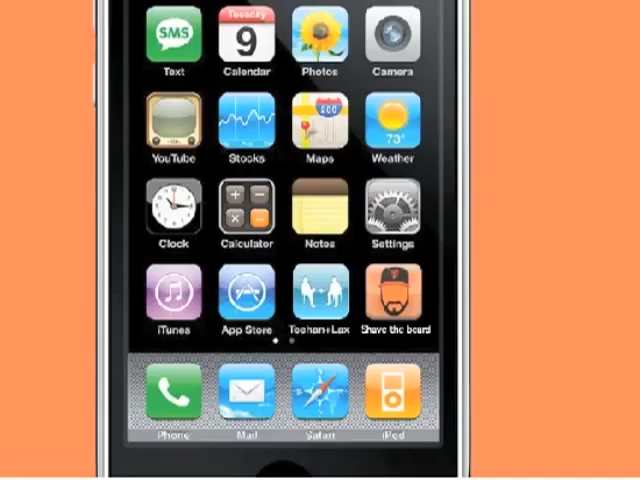 SMS
Tuesday
9
Text Calendar Photos Camera
280
73°
YouTube Stocks Maps Weather
Clock Calculator Notes Settings
iTunes App Store Teehan+Lax Shave the beard
Phone Mail Safari iPod